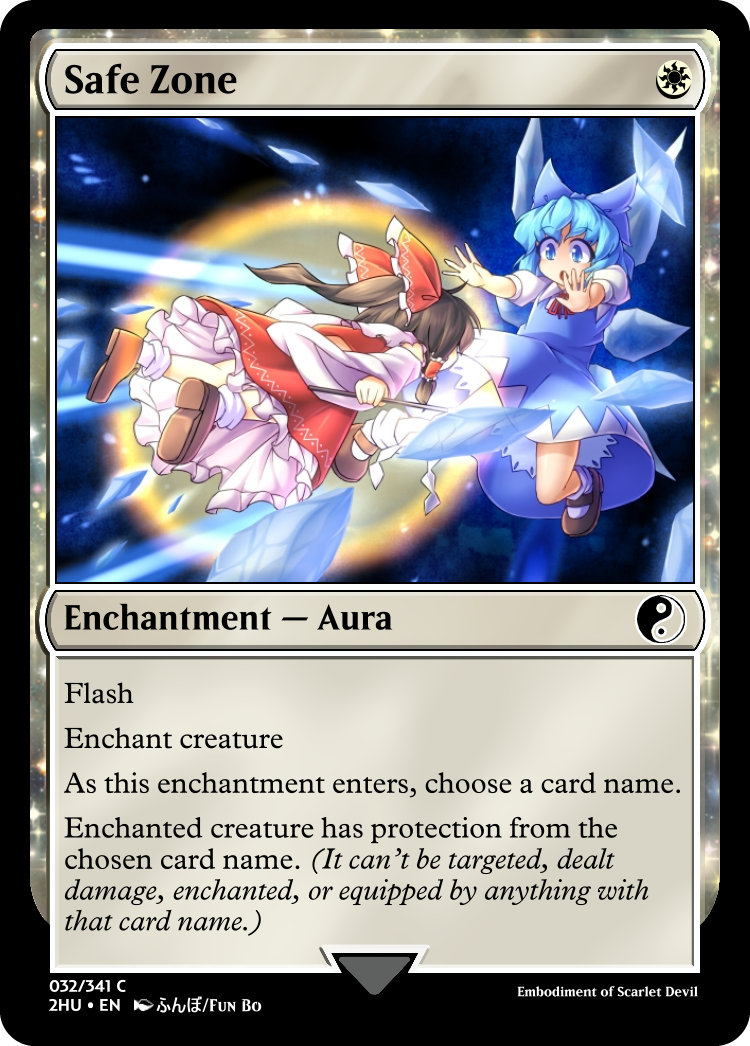 Safe Zone
Enchantment — Aura
Flash
Enchant creature
As this enchantment enters, choose a card name.
Enchanted creature has protection from the
chosen card name. (It can't be targeted, dealt
damage, enchanted, or equipped by anything with
that card name.)
032/341 C
2HU • EN ふんぼ/Fun Bo
Embodiment of Scarlet Devil